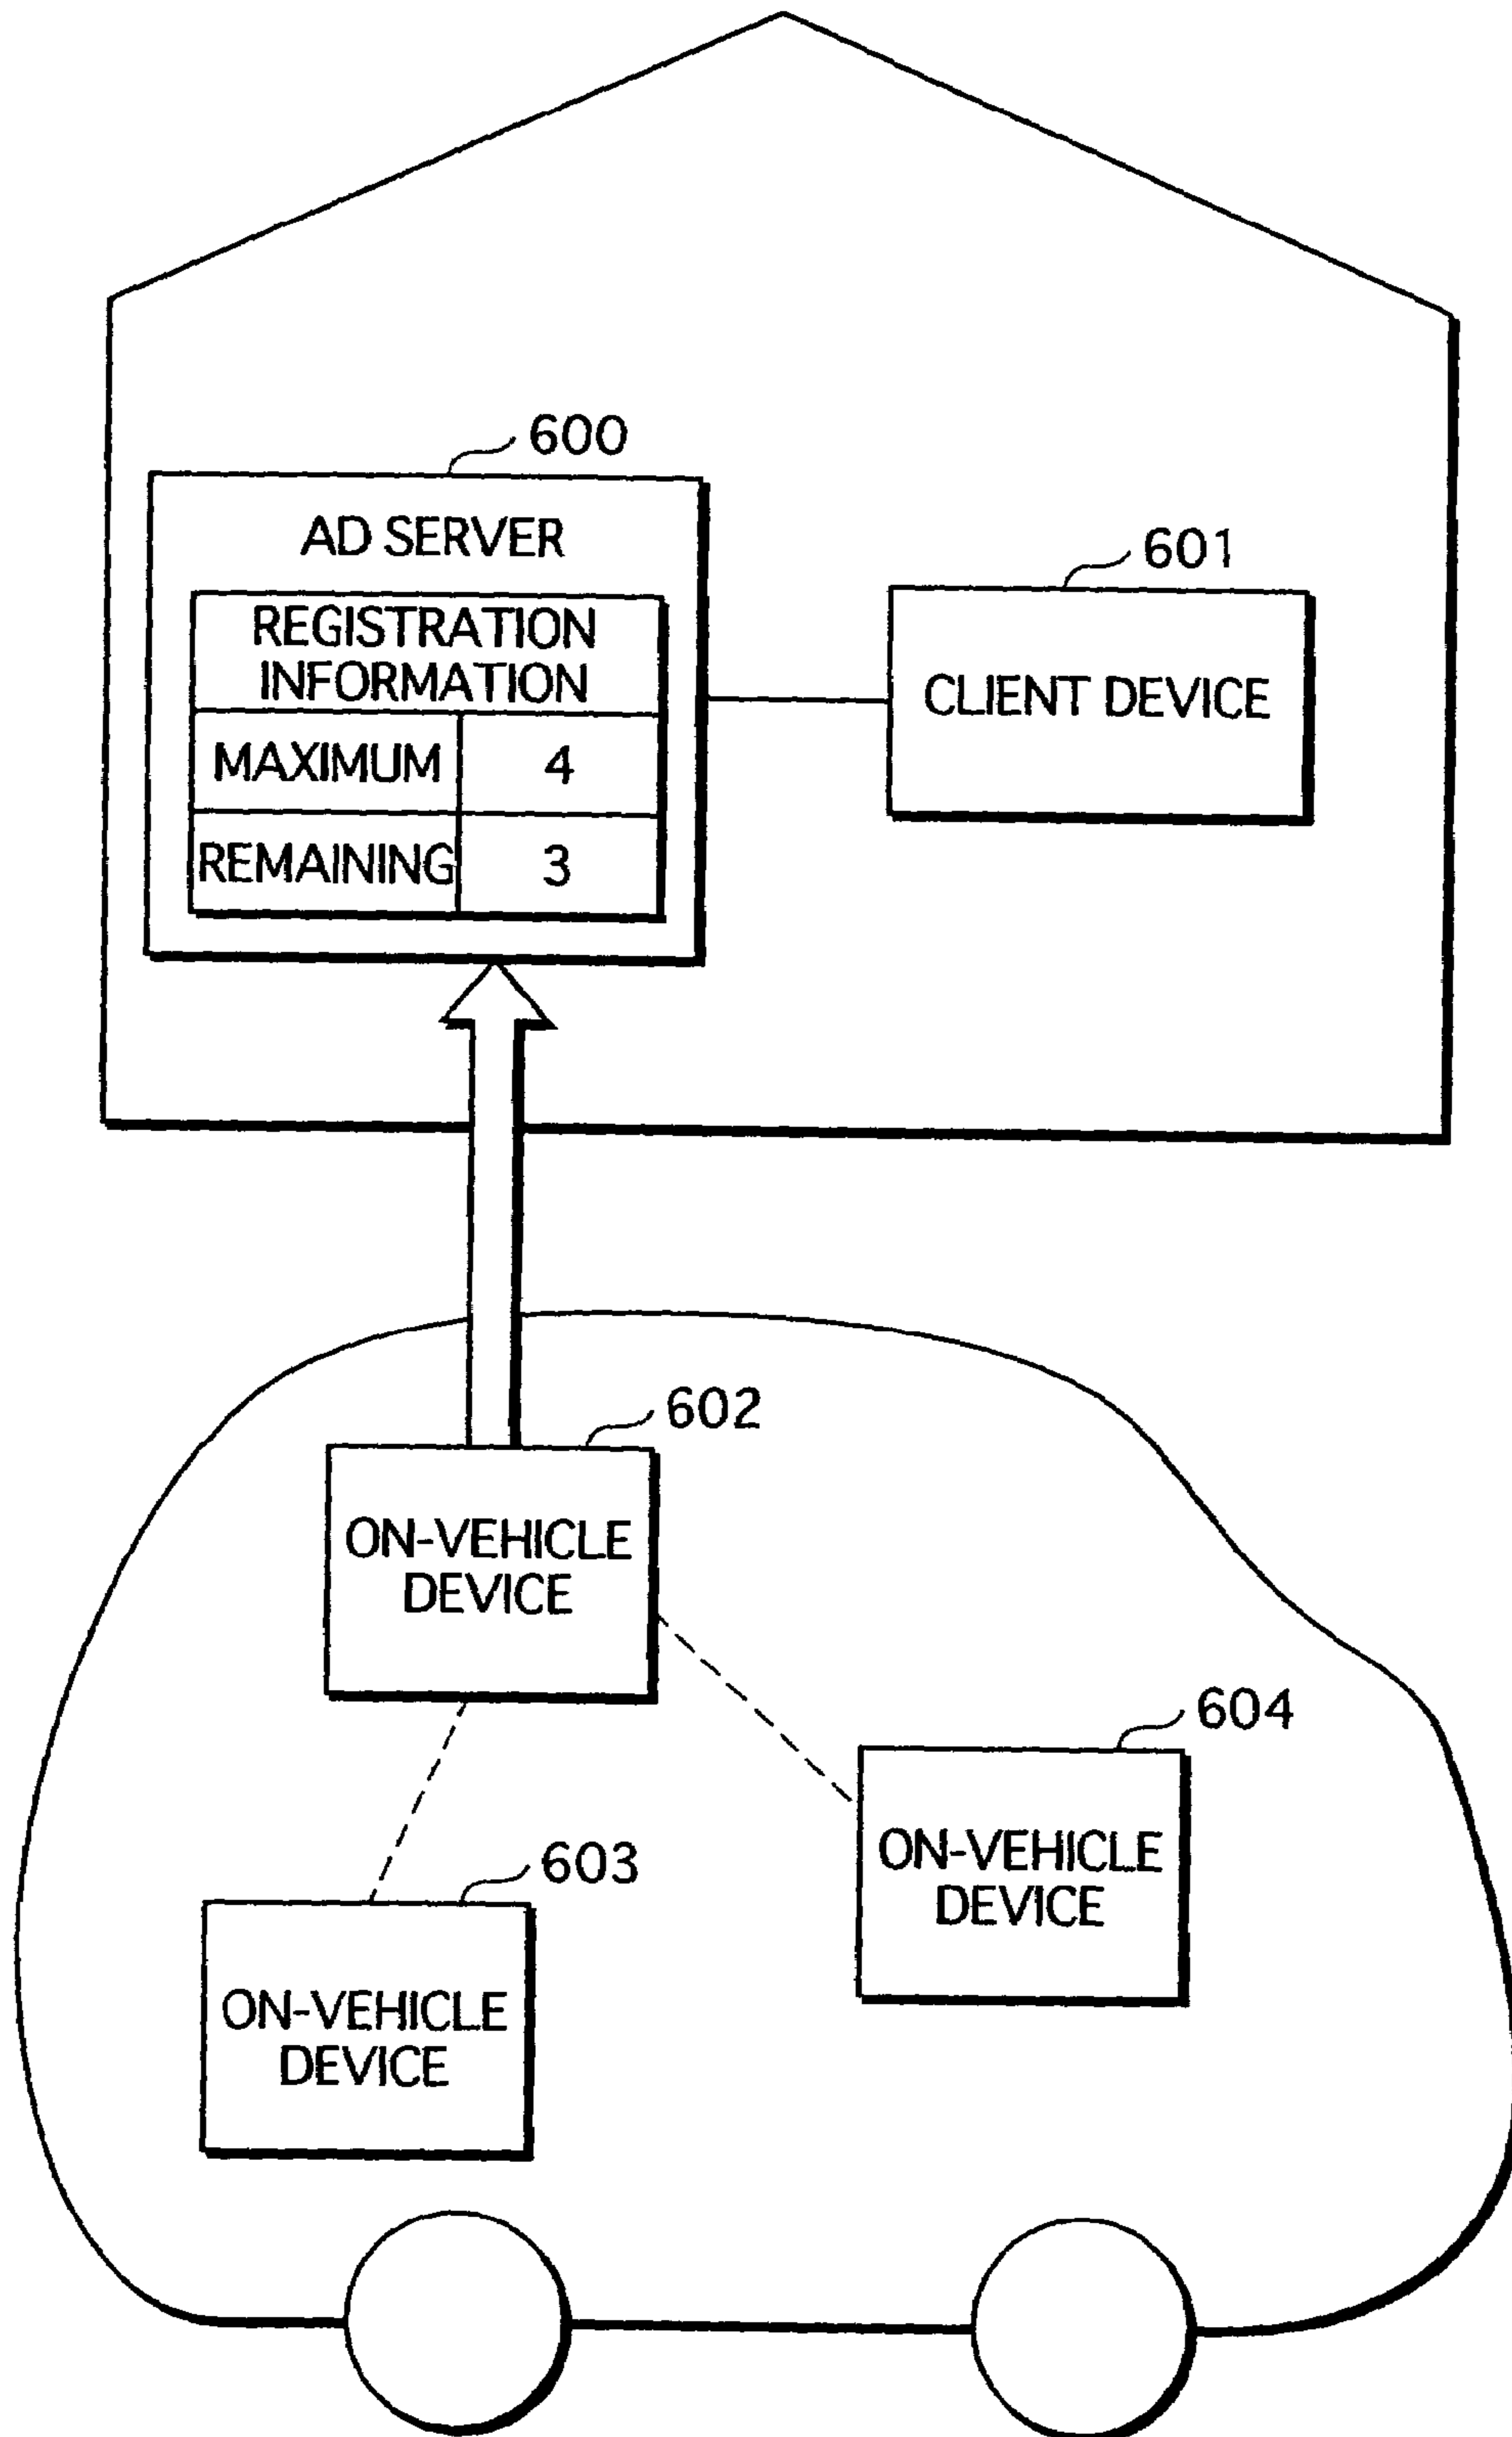 600
AD SERVER
REGISTRATION
INFORMATION
MAXIMUM 4
REMAINING 3
601
CLIENT DEVICE
602
ON-VEHICLE
DEVICE
604
ON-VEHICLE
DEVICE
603
ON-VEHICLE
DEVICE